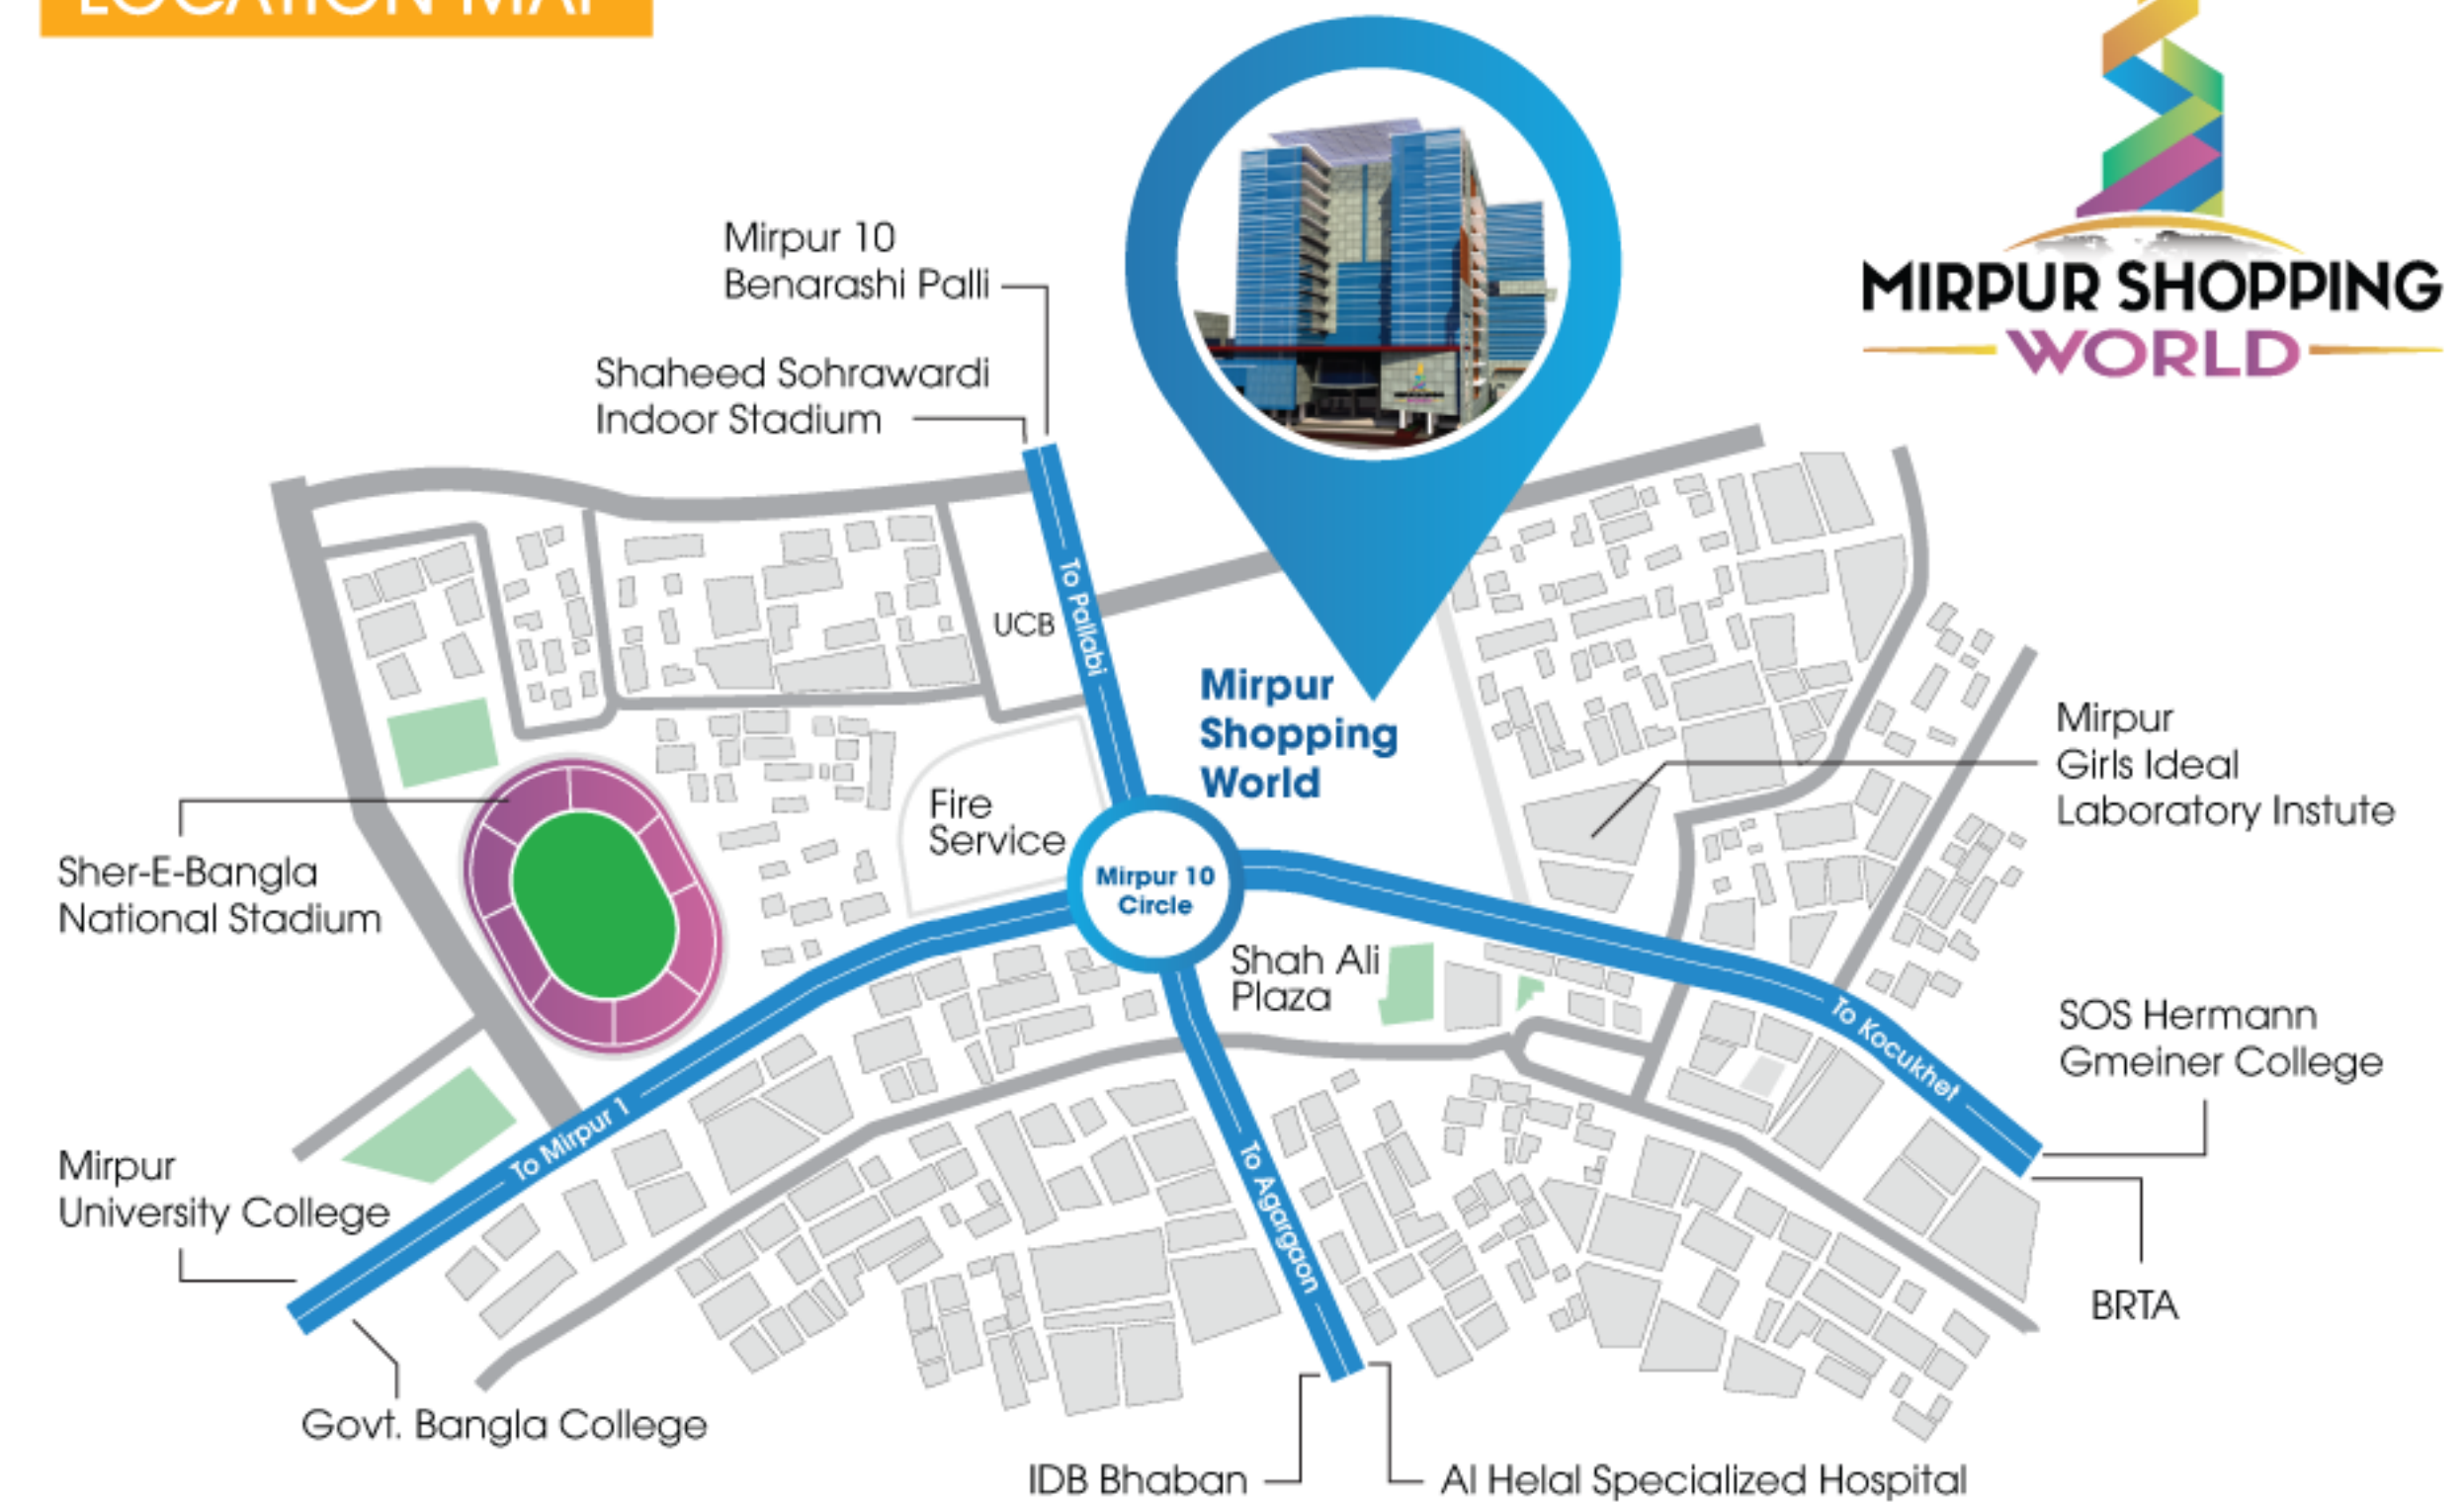 LOCATION MAP
MIRPUR SHOPPING
WORLD
Mirpur 10
Benarashi Palli
Shaheed Sohrawardi
Indoor Stadium
To Pallabi
UCB
Mirpur
Shopping
World
Mirpur
Girls Ideal
Laboratory Instute
Fire
Service
Mirpur 10
Circle
Sher-E-Bangla
National Stadium
Shah Ali
Plaza
To Kocukhet
SOS Hermann
Gmeiner College
To Mirpur 1
Mirpur
University College
To Agargaon
BRTA
Govt. Bangla College
IDB Bhaban
Al Helal Specialized Hospital